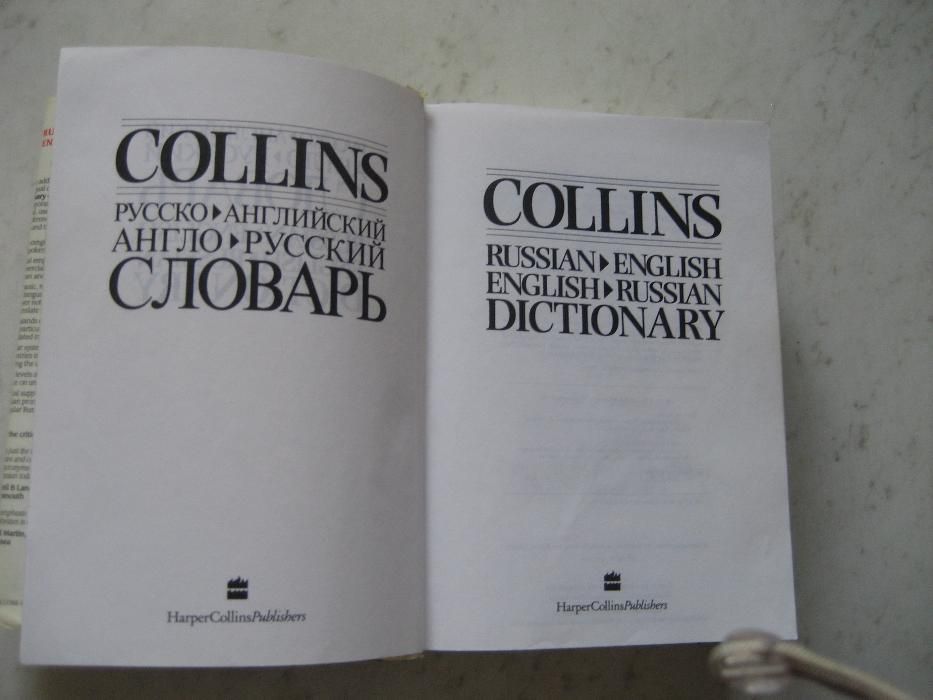 COLLINS
РУССКО▶АНГЛИЙСКИЙ
АНГЛО▶РУССКИЙ
СЛОВАРЬ
HarperCollinsPublishers
COLLINS
RUSSIAN▶ENGLISH
ENGLISH▶RUSSIAN
DICTIONARY
HarperCollinsPublishers